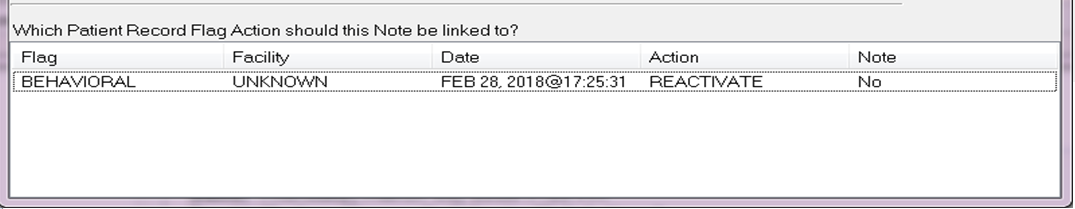 Which Patient Record Flag Action should this Note be linked to?
Flag Facility Date Action Note
BEHAVIORAL UNKNOWN FEB 28, 2018@17:25:31 REACTIVATE No